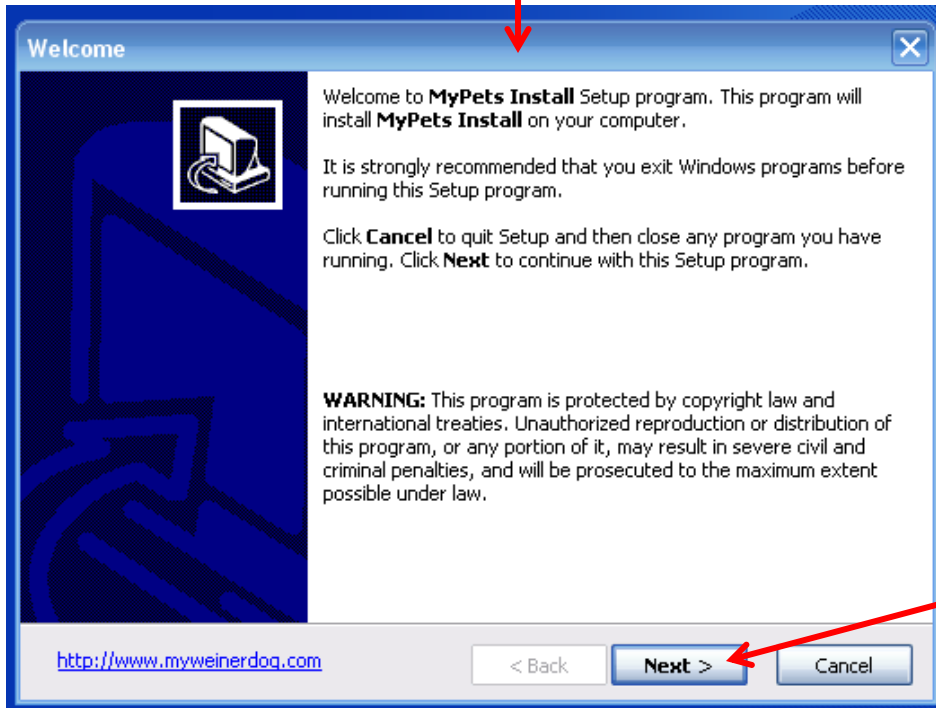 Welcome
Welcome to MyPets Install Setup program. This program will
install MyPets Install on your computer.
It is strongly recommended that you exit Windows programs before
running this Setup program.
Click Cancel to quit Setup and then close any program you have
running. Click Next to continue with this Setup program.
WARNING: This program is protected by copyright law and
international treaties. Unauthorized reproduction or distribution of
this program, or any portion of it, may result in severe civil and
criminal penalties, and will be prosecuted to the maximum extent
possible under law.
http://www.myweinerdog.com
< Back
Next >
Cancel